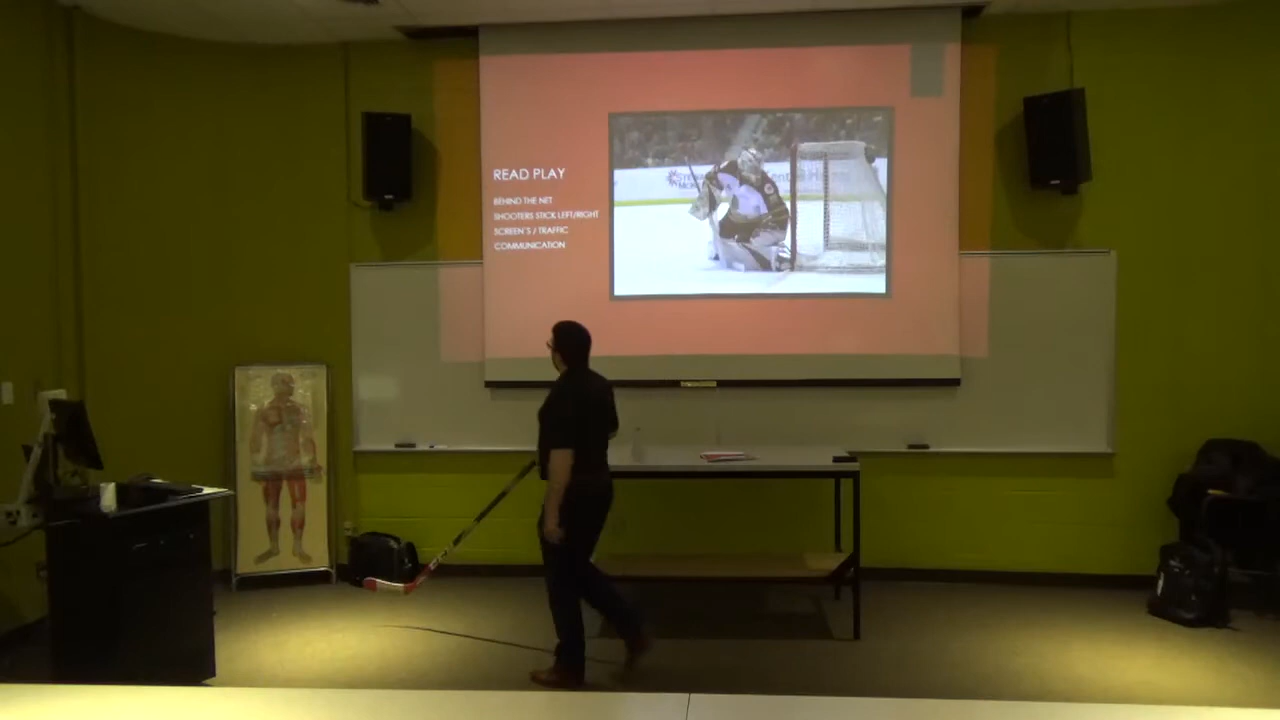 READ PLAY
BEHIND THE NET
SHOOTERS STICK LEFT/RIGHT
SCREEN'S / TRAFFIC
COMMUNICATION